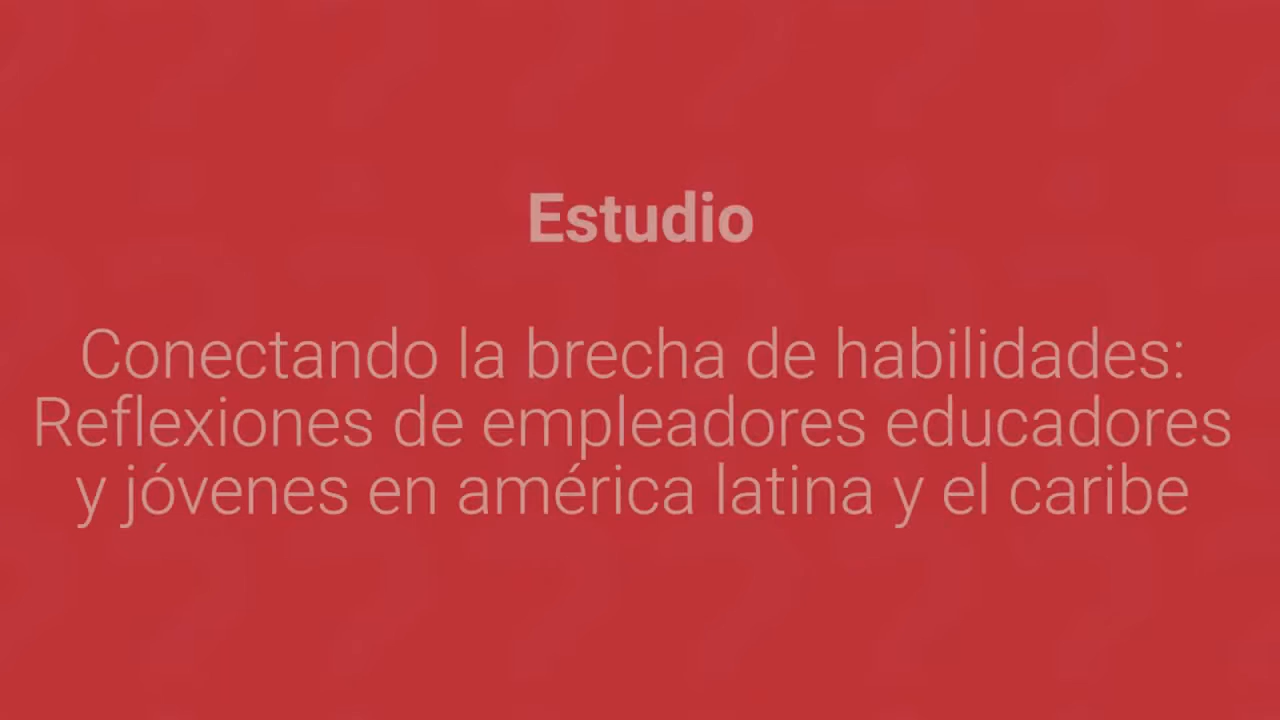 Estudio
Conectando la brecha de habilidades:
Reflexiones de empleadores educadores
y jóvenes en américa latina y el caribe